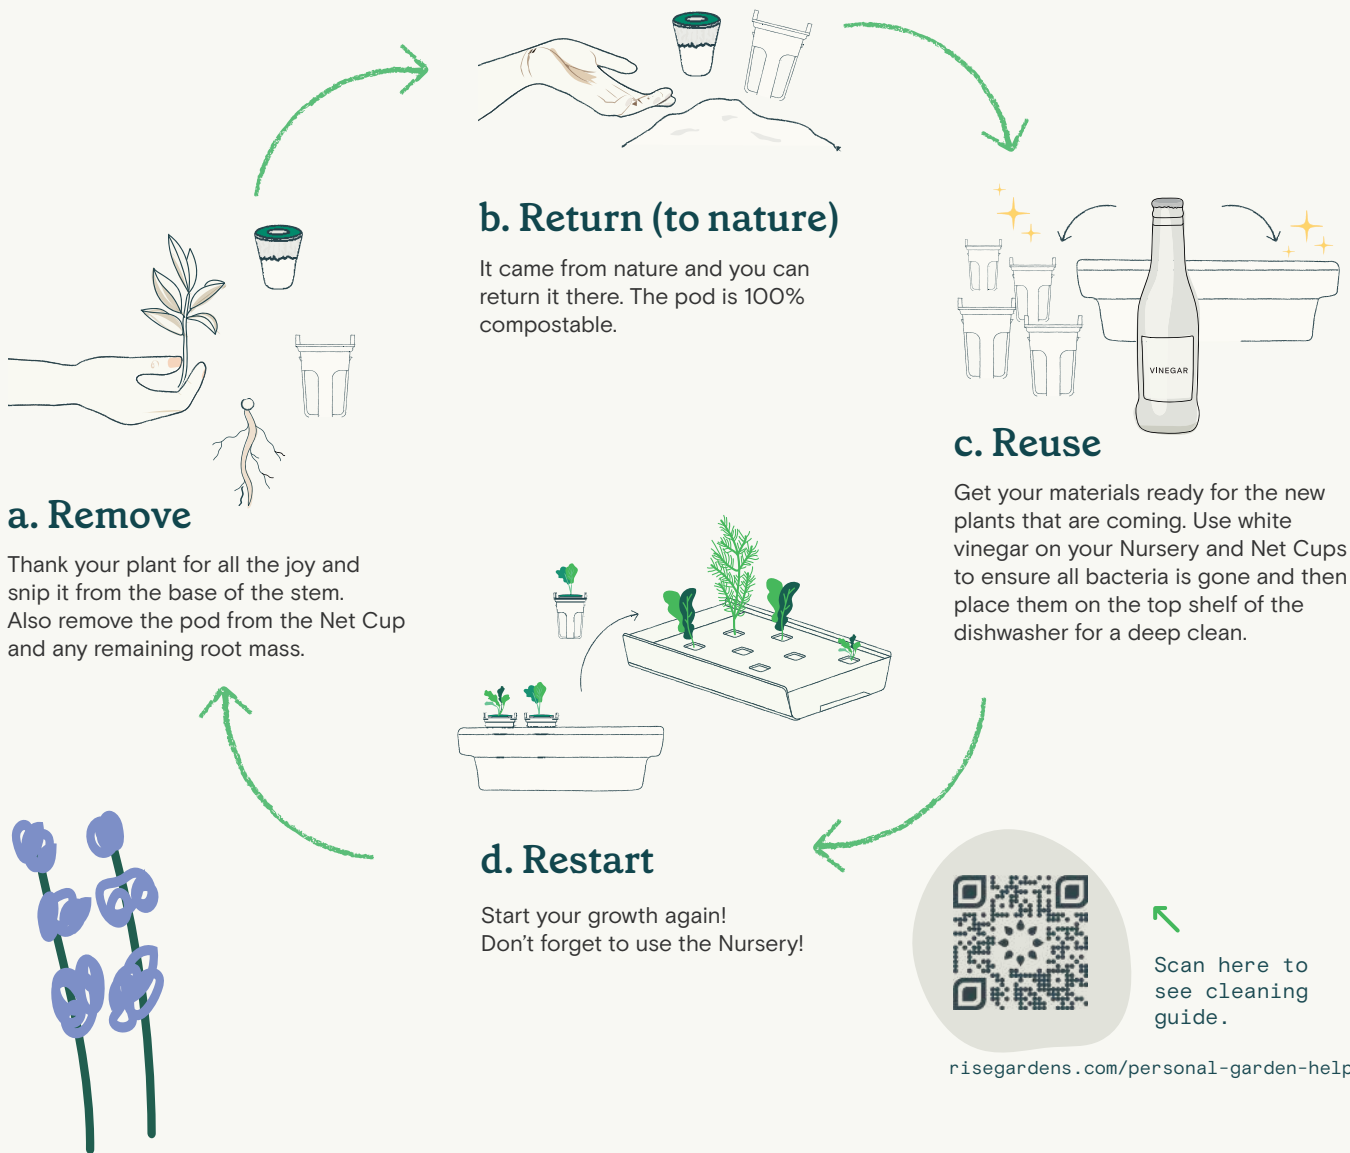 b. Return (to nature)
It came from nature and you can
return it there. The pod is 100%
compostable.
VINEGAR
c. Reuse
Get your materials ready for the new
plants that are coming. Use white
vinegar on your Nursery and Net Cups
to ensure all bacteria is gone and then
place them on the top shelf of the
dishwasher for a deep clean.
a. Remove
Thank your plant for all the joy and
snip it from the base of the stem.
Also remove the pod from the Net Cup
and any remaining root mass.
d. Restart
Start your growth again!
Don’t forget to use the Nursery!
Scan here to
see cleaning
guide.
risegardens.com/personal-garden-help